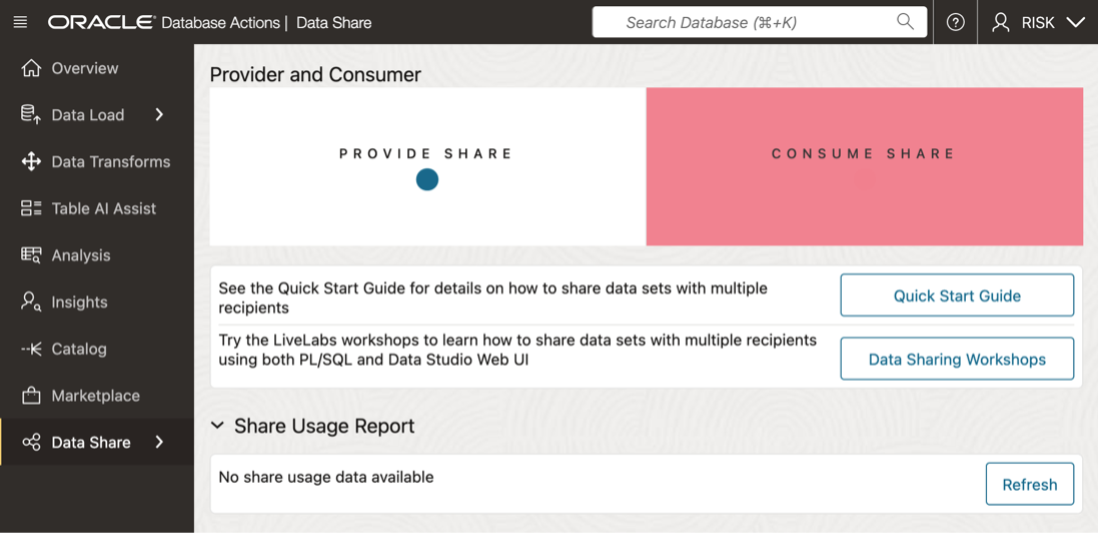 ORACLE Database Actions | Data Share
Search Database (⌘+K)
RISK
Overview
Data Load
Data Transforms
Table AI Assist
Analysis
Insights
Catalog
Marketplace
Data Share
Provider and Consumer
PROVIDE SHARE
CONSUME SHARE
See the Quick Start Guide for details on how to share data sets with multiple
recipients
Quick Start Guide
Try the LiveLabs workshops to learn how to share data sets with multiple recipients
using both PL/SQL and Data Studio Web UI
Data Sharing Workshops
Share Usage Report
No share usage data available
Refresh